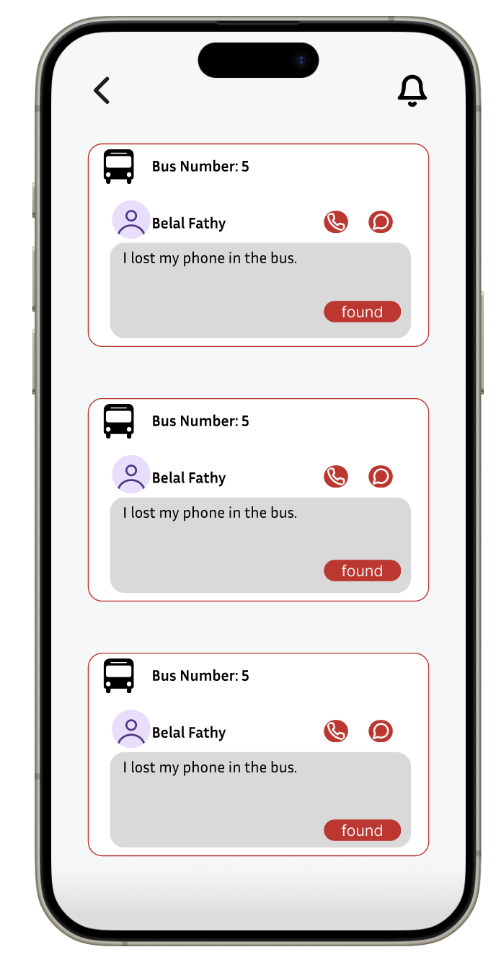 Bus Number: 5
Belal Fathy
I lost my phone in the bus.
found
Bus Number: 5
Belal Fathy
I lost my phone in the bus.
found
Bus Number: 5
Belal Fathy
I lost my phone in the bus.
found